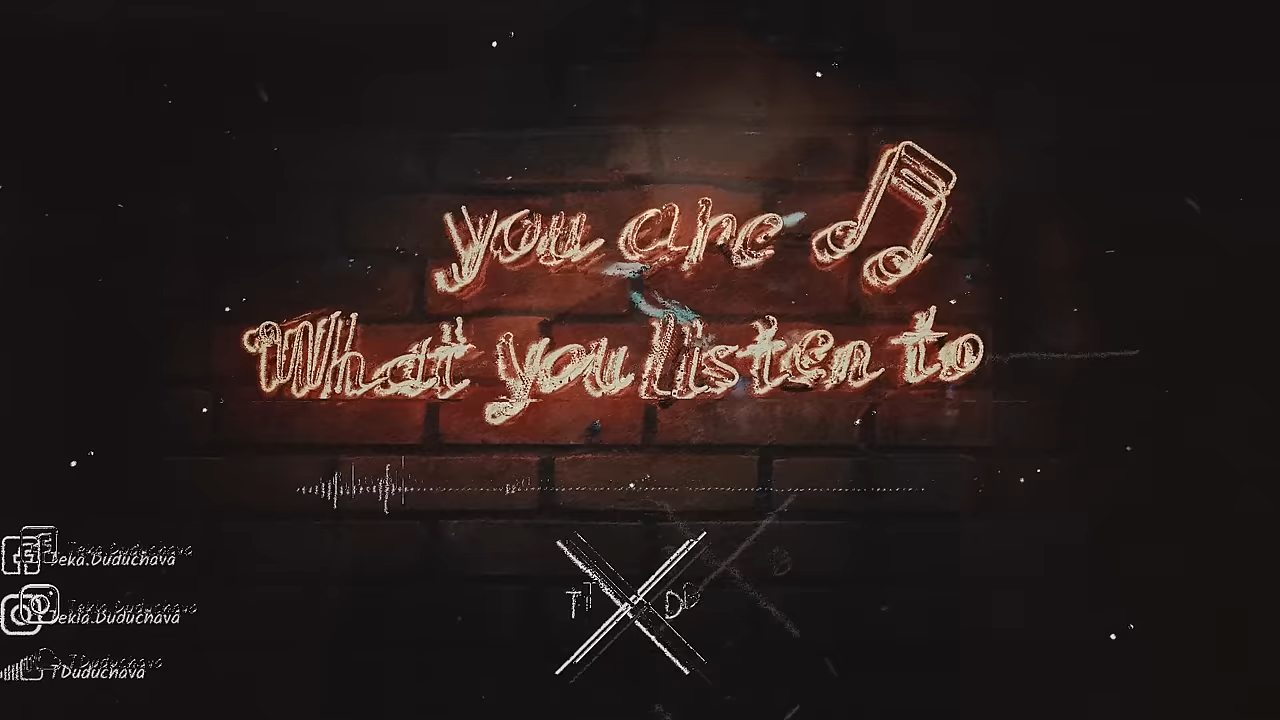 you are
What you listen to
T D
Teka.Duduchava
Tekla.Duduchava
TDuduchava